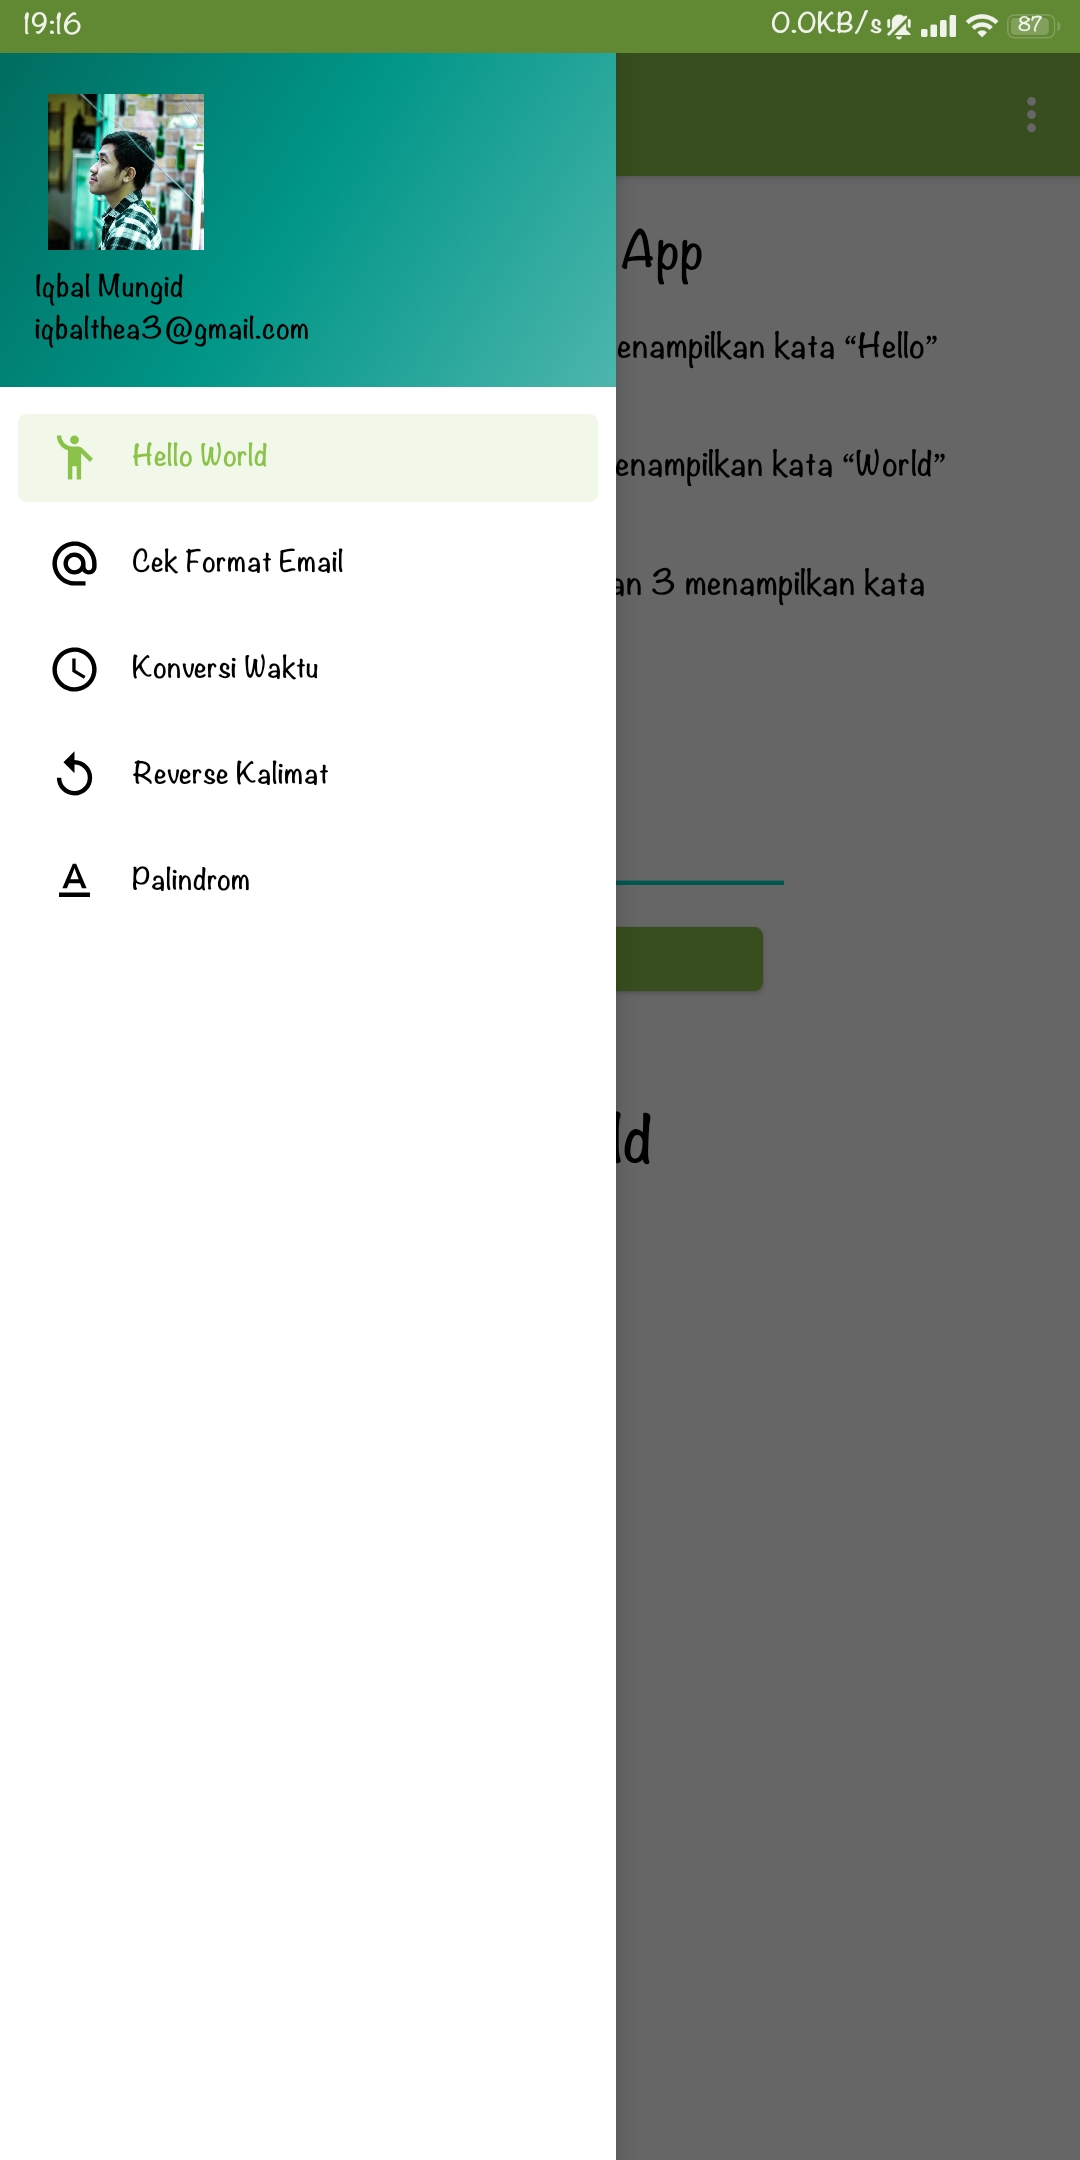 19:16 0.0KB/s 87
Iqbal Mungid
iqbalthea3@gmail.com
Hello World
Cek Format Email
Konversi Waktu
Reverse Kalimat
A
Palindrom
App
enampilkan kata “Hello”
enampilkan kata “World”
an 3 menampilkan kata
ld